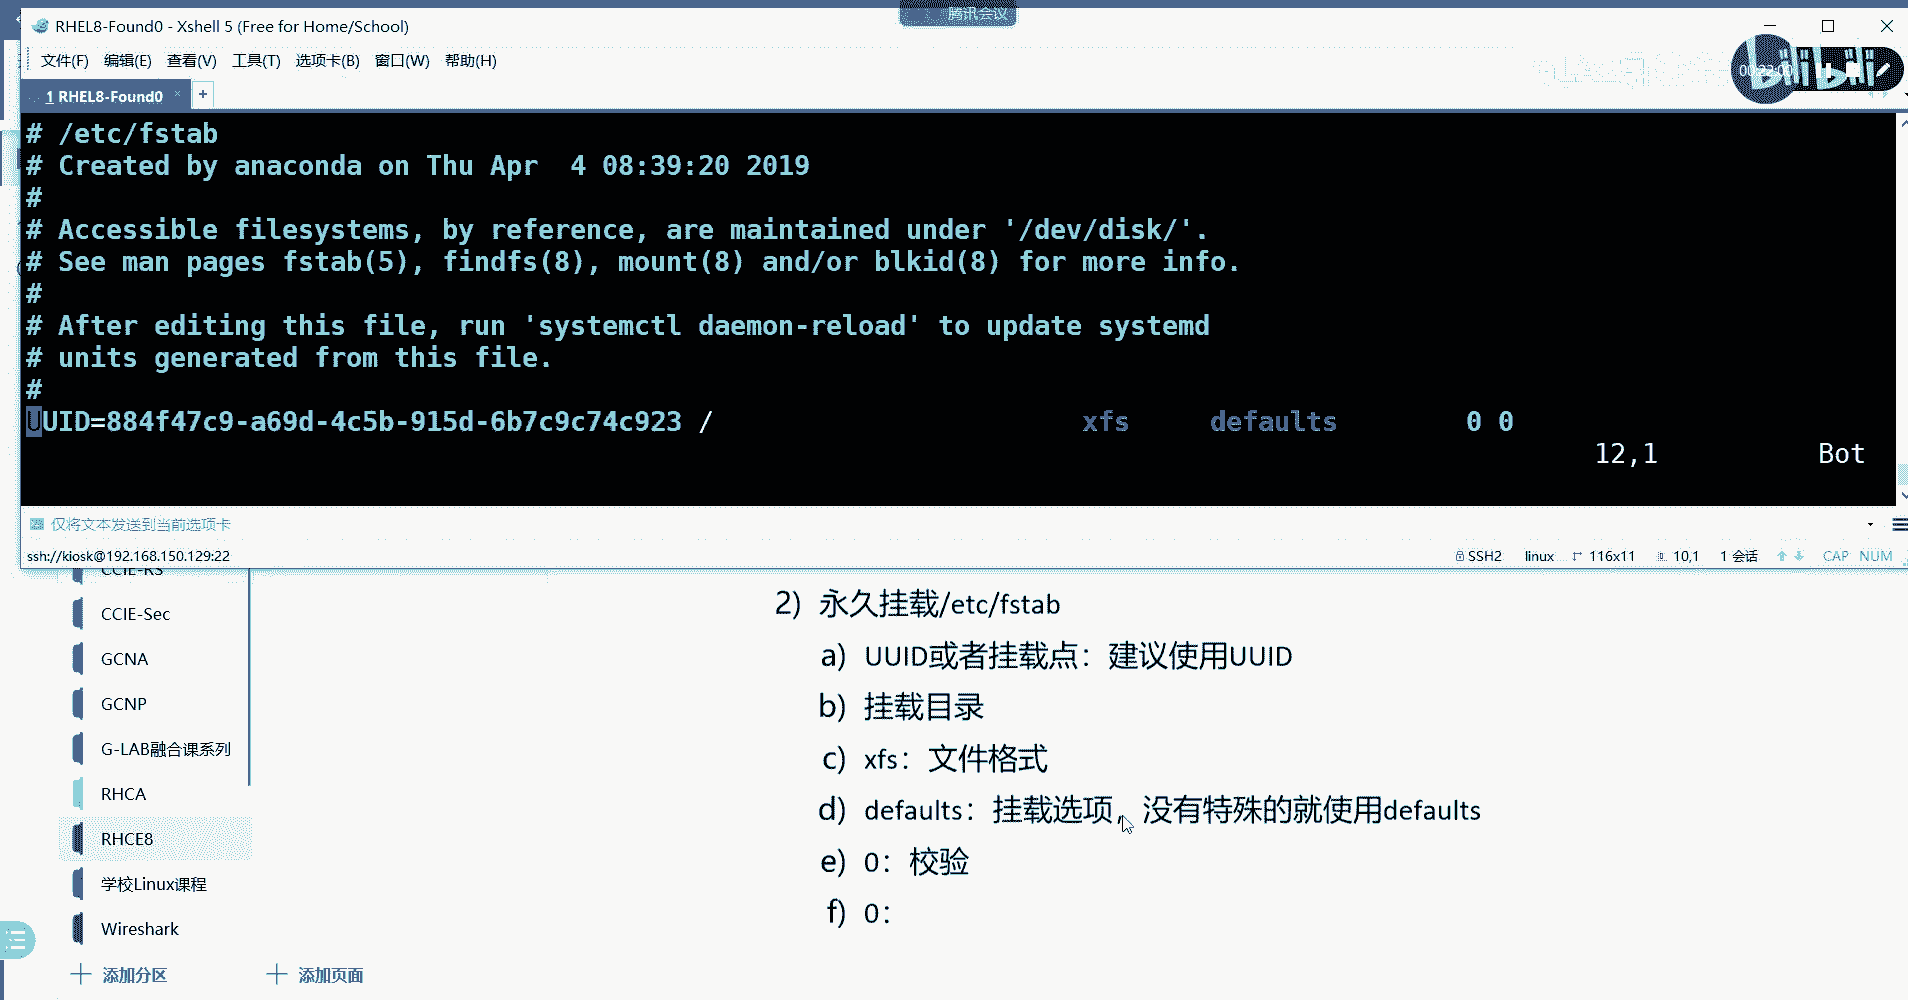 腾讯会议
RHEL8-Found0 - Xshell 5 (Free for Home/School)
文件(F) 编辑(E) 查看(V) 工具(T) 选项卡(B) 窗口(W) 帮助(H)
1 RHEL8-Found0 × +
# /etc/fstab
# Created by anaconda on Thu Apr  4 08:39:20 2019
#
# Accessible filesystems, by reference, are maintained under '/dev/disk/'.
# See man pages fstab(5), findfs(8), mount(8) and/or blkid(8) for more info.
#
# After editing this file, run 'systemctl daemon-reload' to update systemd
# units generated from this file.
#
UUID=884f47c9-a69d-4c5b-915d-6b7c9c74c923 / xfs defaults 0 0
12,1 Bot
仅将文本发送到当前选项卡
ssh://kiosk@192.168.150.129:22 SSH2 linux 116x11 10,1 1 会话 CAP NUM
CCIE-RS
CCIE-Sec
GCNA
GCNP
G-LAB融合课系列
RHCA
RHCE8
学校Linux课程
Wireshark
添加分区 添加页面
2) 永久挂载/etc/fstab
a) UUID或者挂载点：建议使用UUID
b) 挂载目录
c) xfs：文件格式
d) defaults：挂载选项，没有特殊的就使用defaults
e) 0：校验
f) 0：